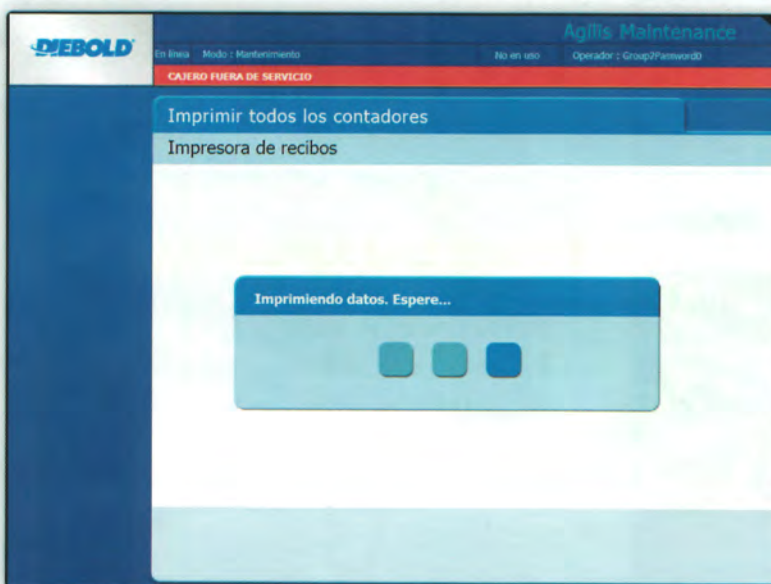 DIEBOLD
Agilis Maintenance
En línea Modo : Mantenimiento No en uso Operador : Group2Password0
CAJERO FUERA DE SERVICIO
Imprimir todos los contadores
Impresora de recibos
Imprimiendo datos. Espere...